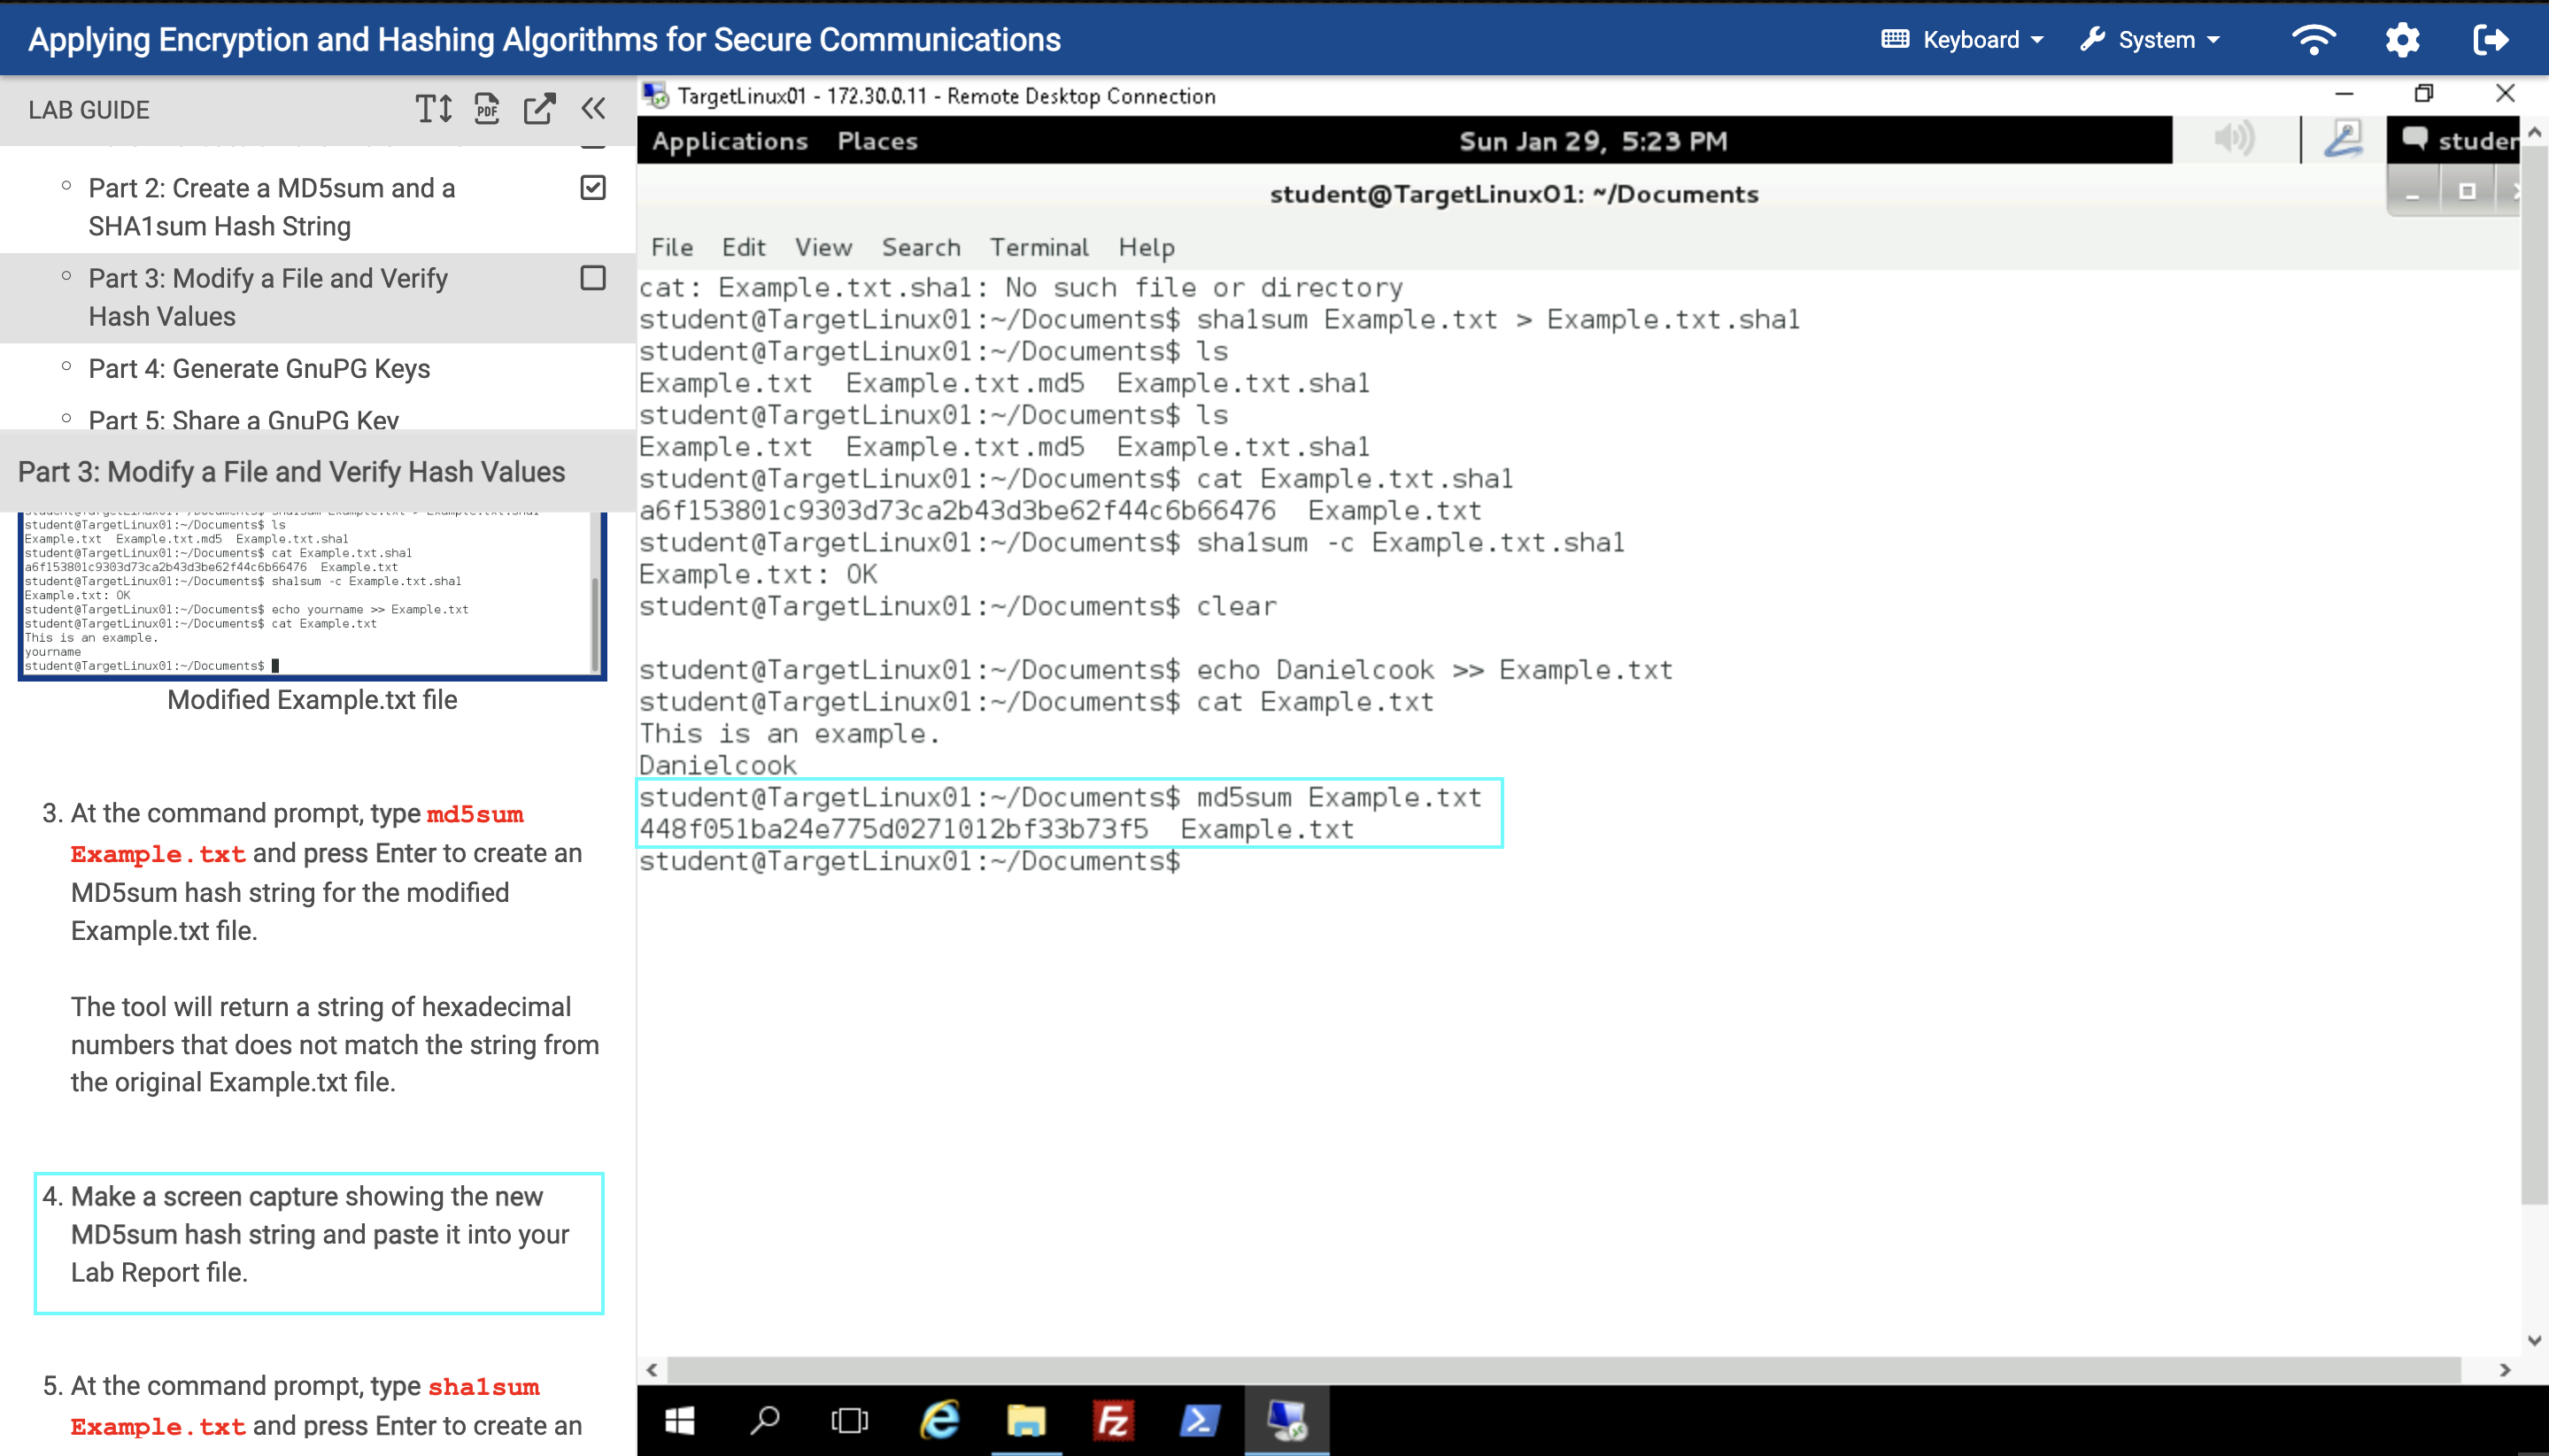 Applying Encryption and Hashing Algorithms for Secure Communications
Keyboard
System
LAB GUIDE
PDF
Part 2: Create a MD5sum and a
SHA1sum Hash String
Part 3: Modify a File and Verify
Hash Values
Part 4: Generate GnuPG Keys
Part 5: Share a GnuPG Key
Part 3: Modify a File and Verify Hash Values
student@TargetLinux01:~/Documents$ sha1sum Example.txt > Example.txt.sha1
student@TargetLinux01:~/Documents$ ls
Example.txt  Example.txt.md5  Example.txt.sha1
student@TargetLinux01:~/Documents$ cat Example.txt.sha1
a6f153801c9303d73ca2b43d3be62f44c6b66476  Example.txt
student@TargetLinux01:~/Documents$ sha1sum -c Example.txt.sha1
Example.txt: OK
student@TargetLinux01:~/Documents$ echo yourname >> Example.txt
student@TargetLinux01:~/Documents$ cat Example.txt
This is an example.
yourname
student@TargetLinux01:~/Documents$
Modified Example.txt file
3. At the command prompt, type md5sum
Example.txt and press Enter to create an
MD5sum hash string for the modified
Example.txt file.
The tool will return a string of hexadecimal
numbers that does not match the string from
the original Example.txt file.
4. Make a screen capture showing the new
MD5sum hash string and paste it into your
Lab Report file.
5. At the command prompt, type sha1sum
Example.txt and press Enter to create an
TargetLinux01 - 172.30.0.11 - Remote Desktop Connection
Applications Places
Sun Jan 29, 5:23 PM
studen
student@TargetLinux01: ~/Documents
File Edit View Search Terminal Help
cat: Example.txt.sha1: No such file or directory
student@TargetLinux01:~/Documents$ sha1sum Example.txt > Example.txt.sha1
student@TargetLinux01:~/Documents$ ls
Example.txt  Example.txt.md5  Example.txt.sha1
student@TargetLinux01:~/Documents$ ls
Example.txt  Example.txt.md5  Example.txt.sha1
student@TargetLinux01:~/Documents$ cat Example.txt.sha1
a6f153801c9303d73ca2b43d3be62f44c6b66476  Example.txt
student@TargetLinux01:~/Documents$ sha1sum -c Example.txt.sha1
Example.txt: OK
student@TargetLinux01:~/Documents$ clear
student@TargetLinux01:~/Documents$ echo Danielcook >> Example.txt
student@TargetLinux01:~/Documents$ cat Example.txt
This is an example.
Danielcook
student@TargetLinux01:~/Documents$ md5sum Example.txt
448f051ba24e775d0271012bf33b73f5  Example.txt
student@TargetLinux01:~/Documents$